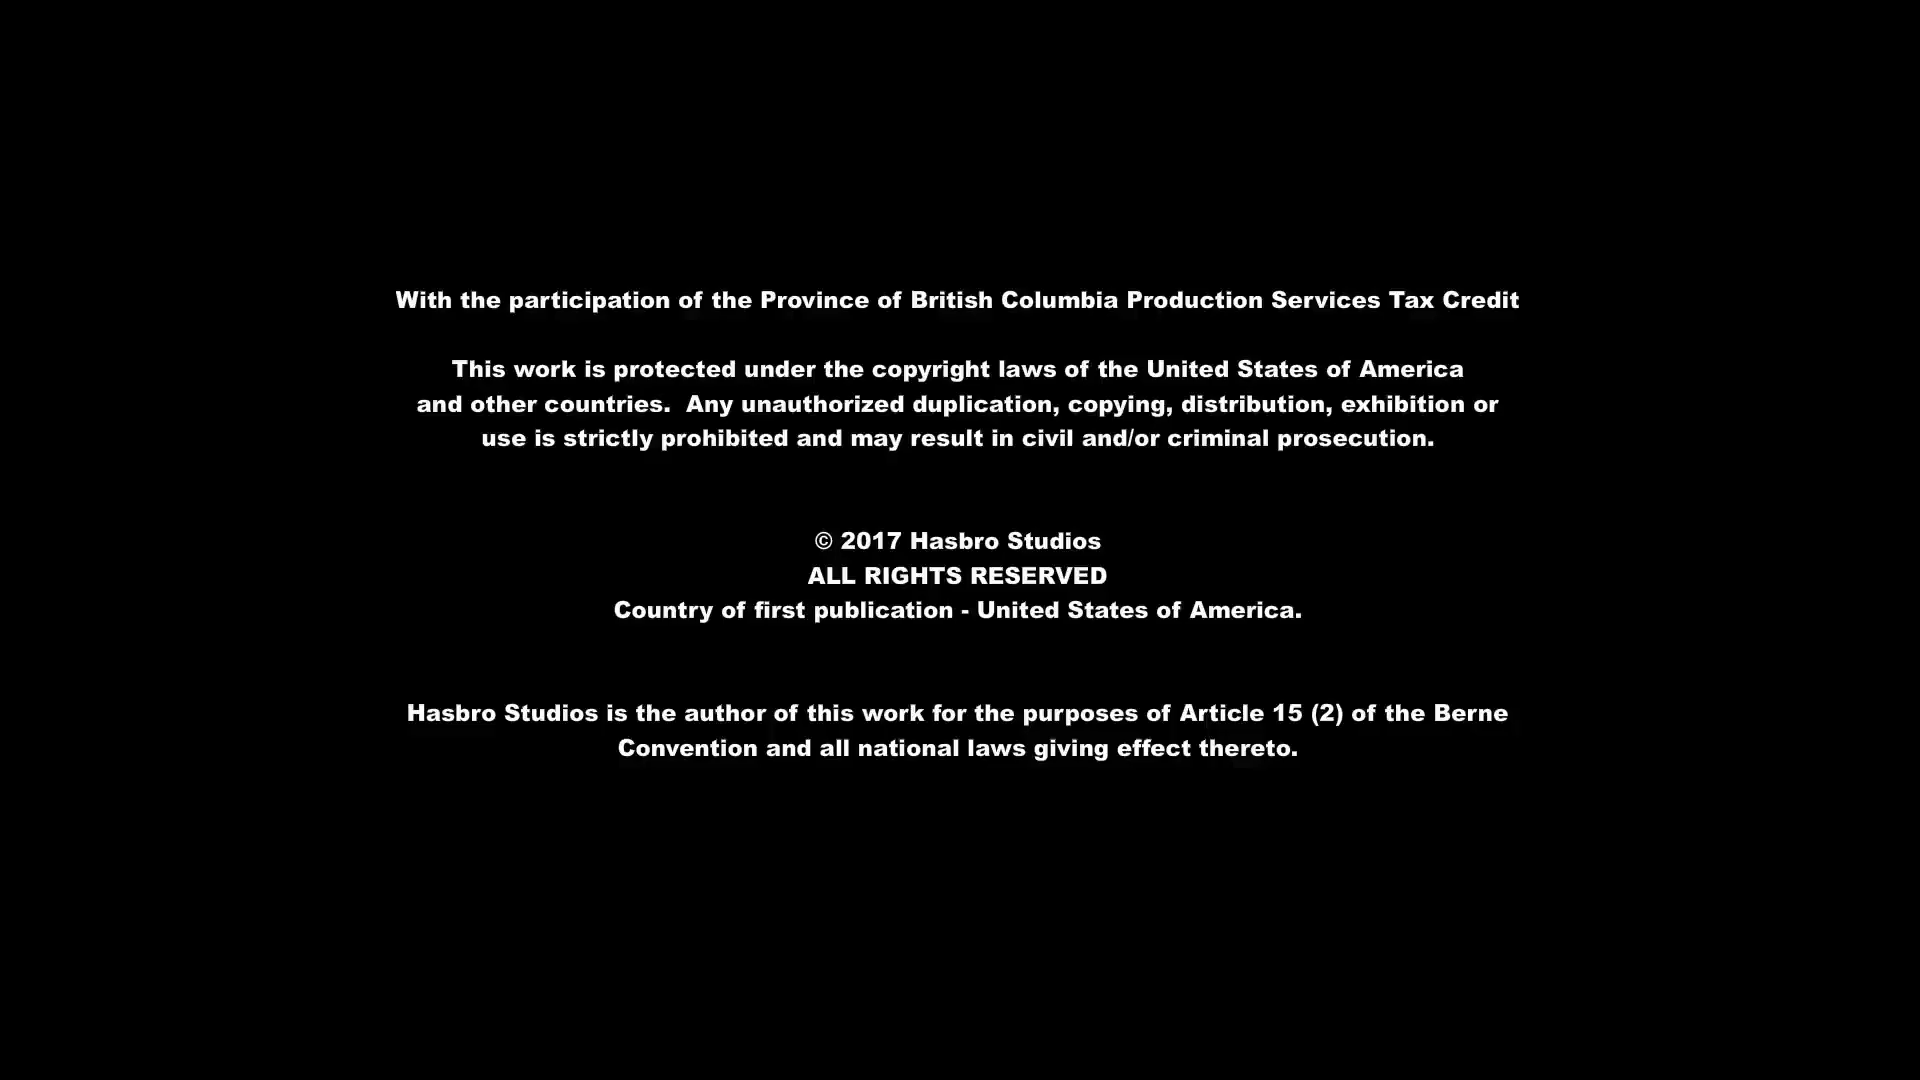 With the participation of the Province of British Columbia Production Services Tax Credit
This work is protected under the copyright laws of the United States of America
and other countries.  Any unauthorized duplication, copying, distribution, exhibition or
use is strictly prohibited and may result in civil and/or criminal prosecution.
© 2017 Hasbro Studios
ALL RIGHTS RESERVED
Country of first publication - United States of America.
Hasbro Studios is the author of this work for the purposes of Article 15 (2) of the Berne
Convention and all national laws giving effect thereto.